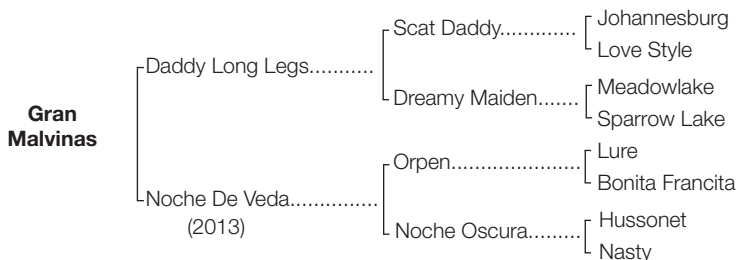 Johannesburg
Scat Daddy.............
Love Style
Daddy Long Legs...........
Meadowlake
Dreamy Maiden.......
Sparrow Lake
Gran
Malvinas
Lure
Orpen.......................
Bonita Francita
Noche De Veda...............
(2013)
Hussonet
Noche Oscura.........
Nasty